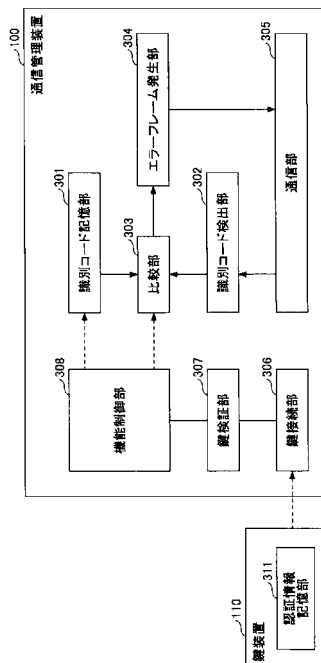 100
通信管理装置
301
識別コード記憶部
304
エラーフレーム発生部
305
通信部
303
比較部
302
識別コード検出部
308
機能制御部
307
鍵検証部
306
鍵接続部
110
鍵装置
311
認証情報
記憶部